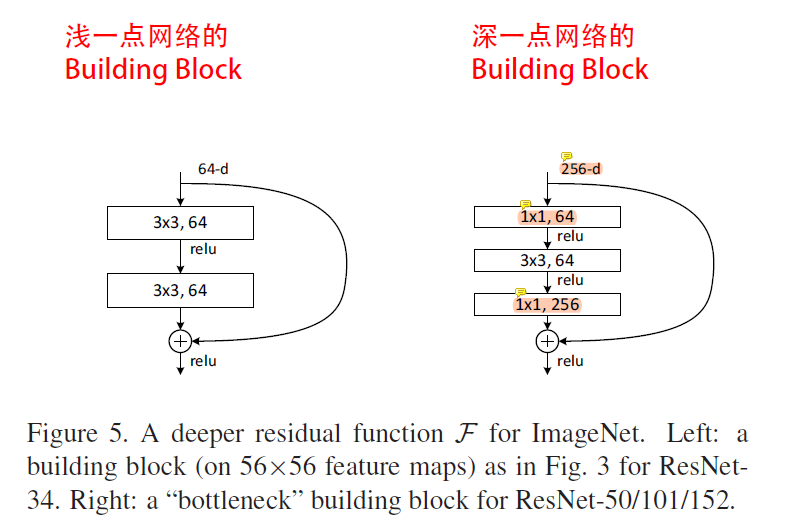 浅一点网络的
Building Block
深一点网络的
Building Block
64-d
3x3, 64
relu
3x3, 64
relu
256-d
1x1, 64
relu
3x3, 64
relu
1x1, 256
relu
Figure 5. A deeper residual function F for ImageNet. Left: a
building block (on 56×56 feature maps) as in Fig. 3 for ResNet-
34. Right: a “bottleneck” building block for ResNet-50/101/152.